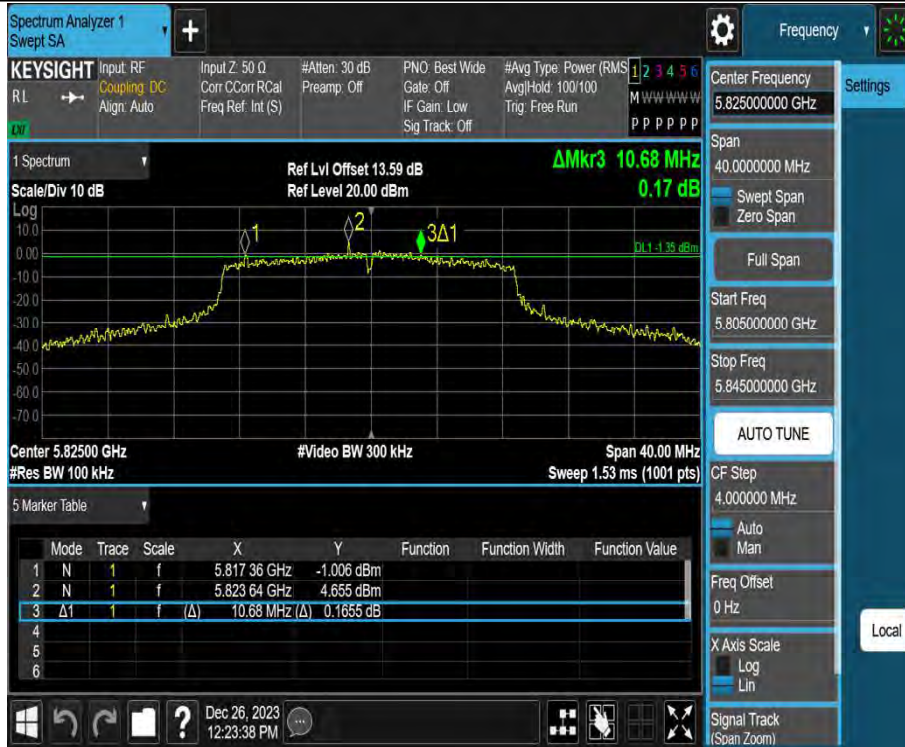 Spectrum Analyzer 1
Swept SA
Frequency
KEYSIGHT
RL
LXI
Input: RF
Coupling: DC
Align: Auto
Input Z: 50 Ω
Corr CCorr RCal
Freq Ref: Int (S)
#Atten: 30 dB
Preamp: Off
PNO: Best Wide
Gate: Off
IF Gain: Low
Sig Track: Off
#Avg Type: Power (RMS
Avg|Hold: 100/100
Trig: Free Run
1 2 3 4 5 6
M W W W W W
P P P P P P
Center Frequency
5.825000000 GHz
Settings
Span
40.0000000 MHz
Swept Span
Zero Span
Full Span
Start Freq
5.805000000 GHz
Stop Freq
5.845000000 GHz
AUTO TUNE
CF Step
4.000000 MHz
Auto
Man
Freq Offset
0 Hz
X Axis Scale
Log
Lin
Signal Track
(Span Zoom)
Local
1 Spectrum
Scale/Div 10 dB
Ref Lvl Offset 13.59 dB
Ref Level 20.00 dBm
ΔMkr3 10.68 MHz
0.17 dB
Log
10.0
0.00
-10.0
-20.0
-30.0
-40.0
-50.0
-60.0
-70.0
1
2
3Δ1
DL1 -1.35 dBm
Center 5.82500 GHz
#Video BW 300 kHz
Span 40.00 MHz
#Res BW 100 kHz
Sweep 1.53 ms (1001 pts)
5 Marker Table
Mode Trace Scale X Y Function Function Width Function Value
1 N 1 f 5.817 36 GHz -1.006 dBm
2 N 1 f 5.823 64 GHz 4.655 dBm
3 Δ1 1 f (Δ) 10.68 MHz (Δ) 0.1655 dB
4
5
6
?
Dec 26, 2023
12:23:38 PM